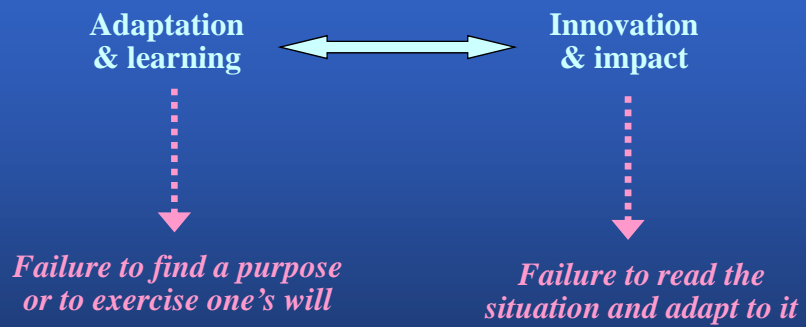 Adaptation
& learning
Innovation
& impact
Failure to find a purpose
or to exercise one's will
Failure to read the
situation and adapt to it